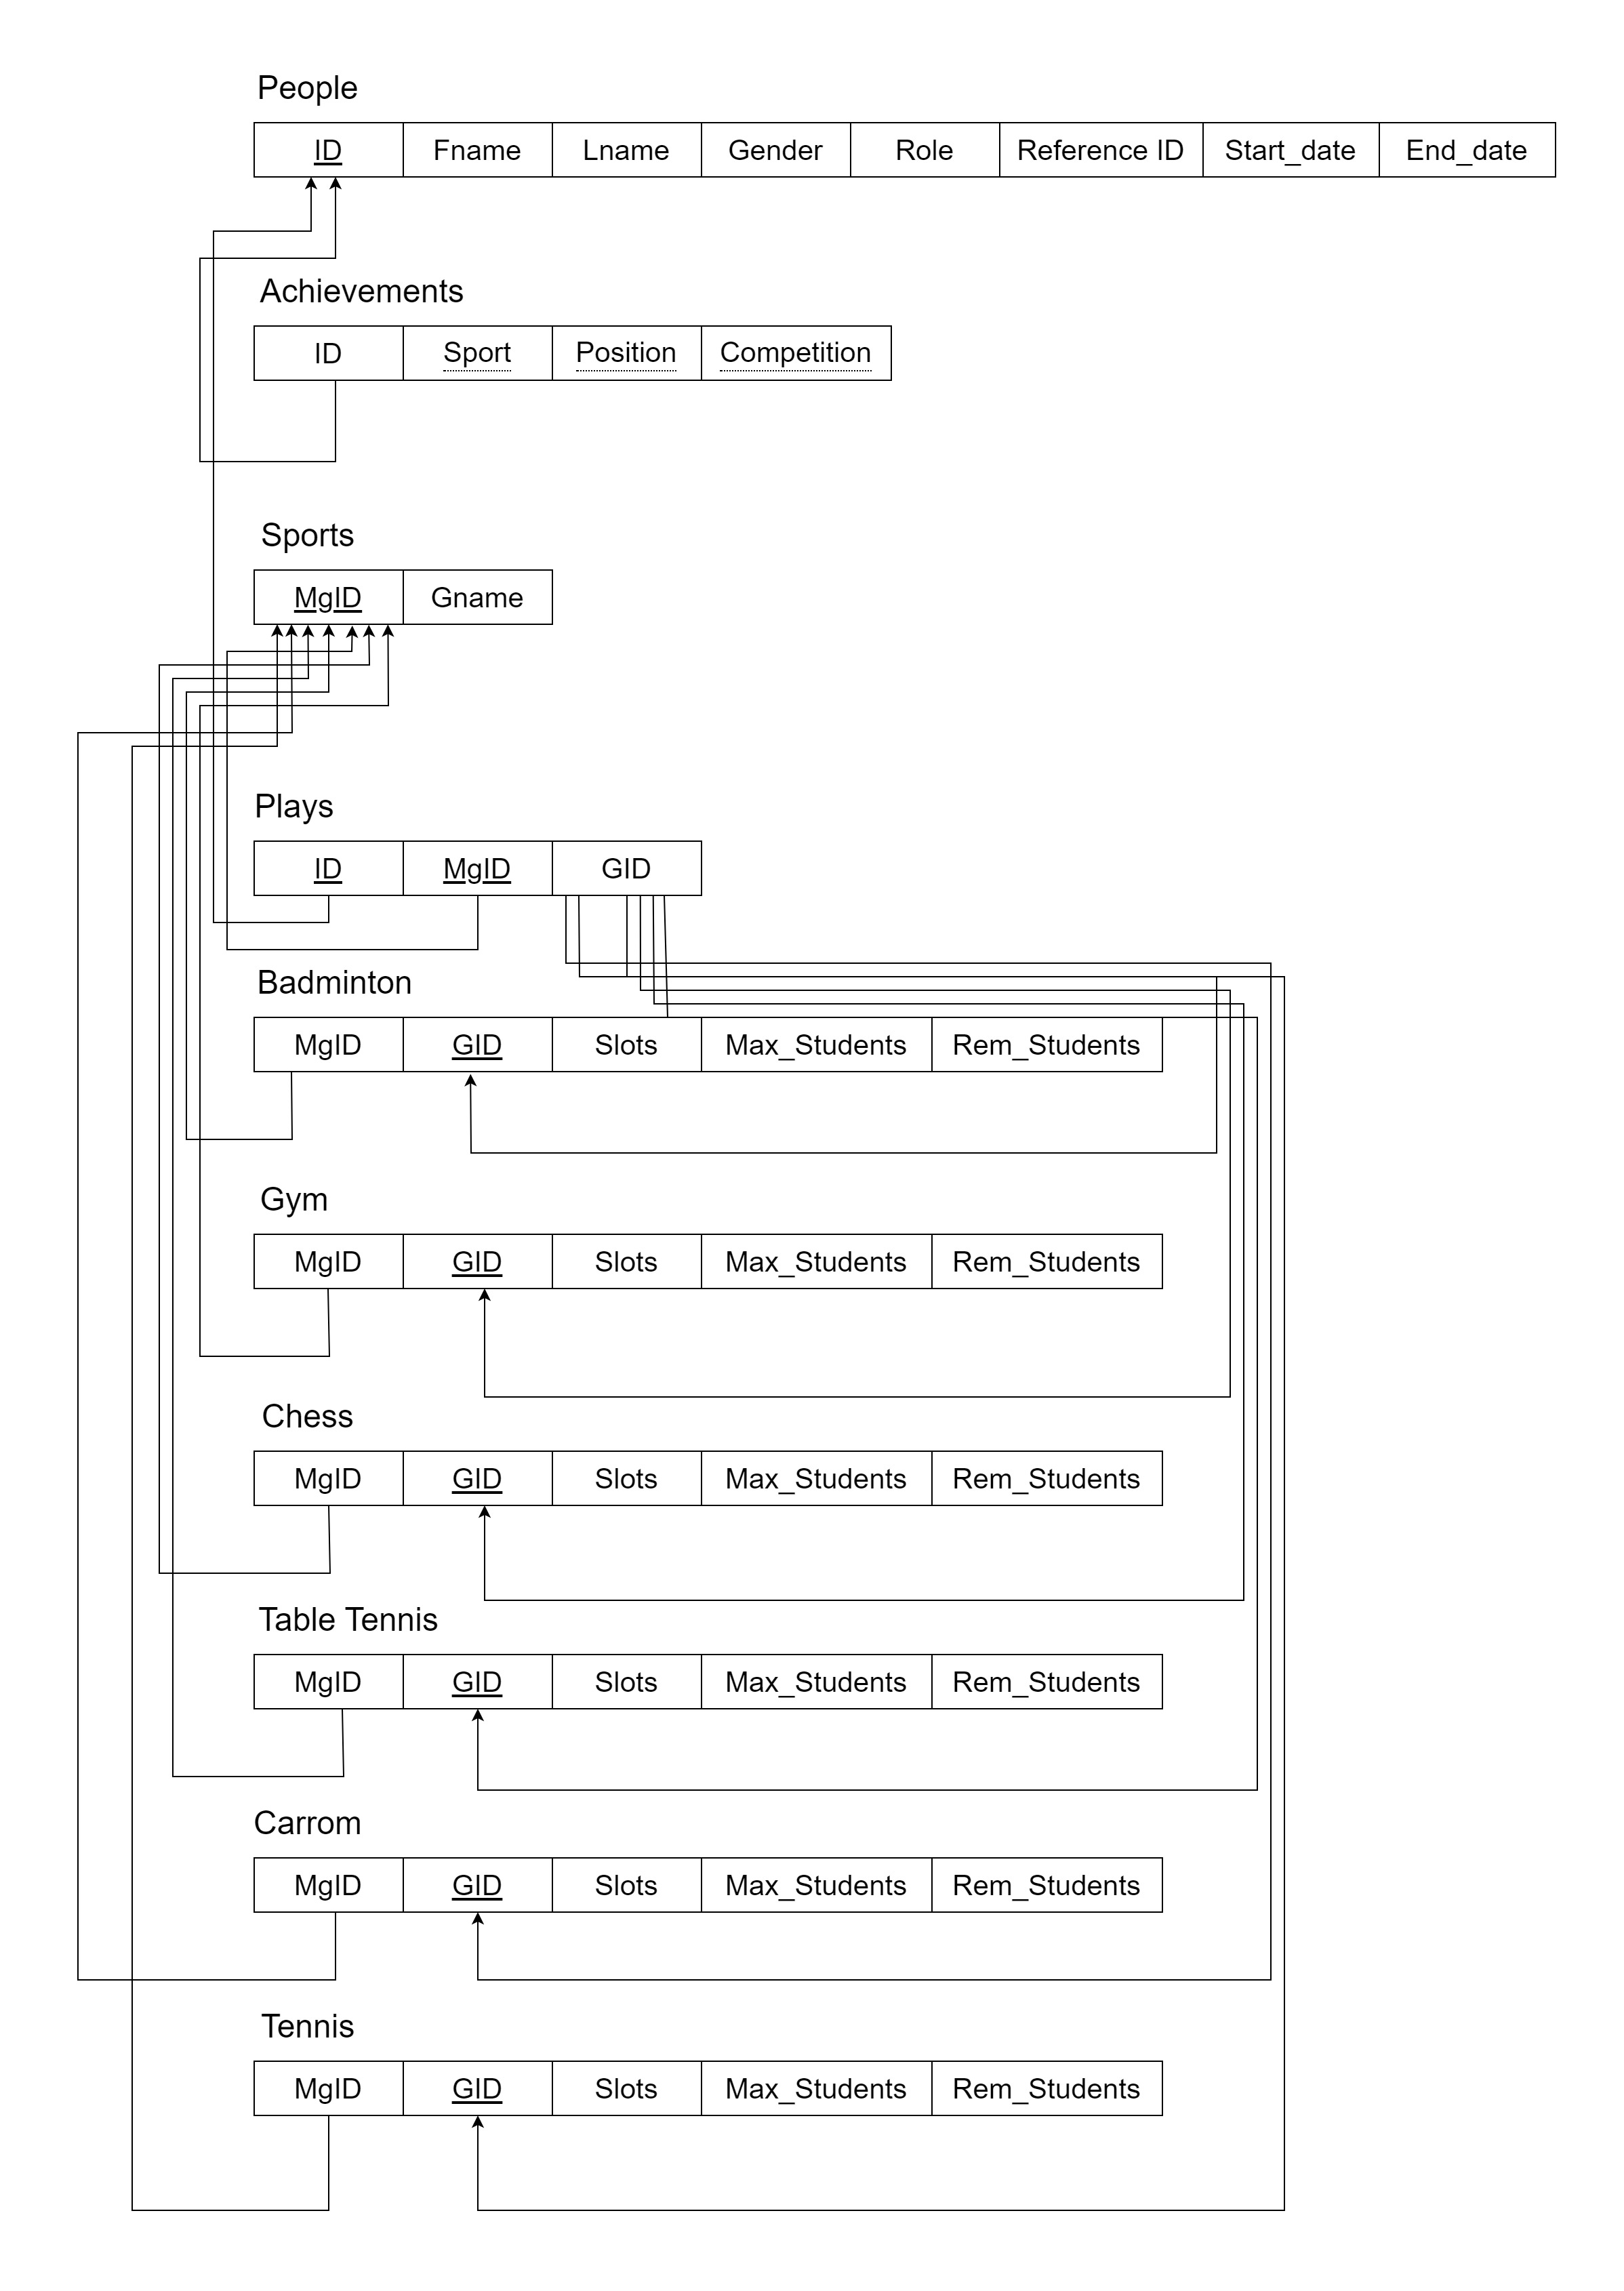 People
ID Fname Lname Gender Role Reference ID Start_date End_date
Achievements
ID Sport Position Competition
Sports
MgID Gname
Plays
ID MgID GID
Badminton
MgID GID Slots Max_Students Rem_Students
Gym
MgID GID Slots Max_Students Rem_Students
Chess
MgID GID Slots Max_Students Rem_Students
Table Tennis
MgID GID Slots Max_Students Rem_Students
Carrom
MgID GID Slots Max_Students Rem_Students
Tennis
MgID GID Slots Max_Students Rem_Students